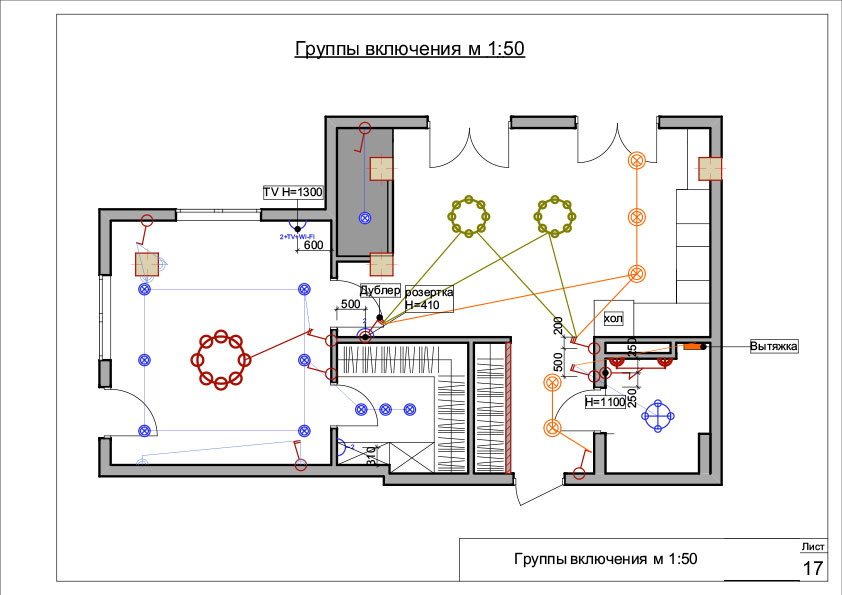 Группы включения м 1:50
TV H=1300
2+TV+Wi-Fi
600
Дублер
розертка
H=410
500
2
хол
200
500
250
Вытяжка
H=1100
250
2
310
Группы включения м 1:50
Лист
17